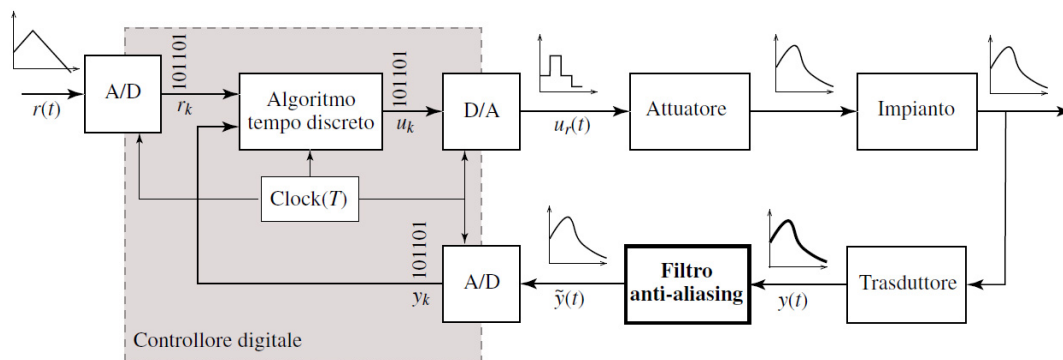 r(t)
A/D
101101
r_k
Algoritmo
tempo discreto
101101
u_k
D/A
u_r(t)
Attuatore
Impianto
Clock(T)
101101
y_k
A/D
ỹ(t)
Filtro
anti-aliasing
y(t)
Trasduttore
Controllore digitale